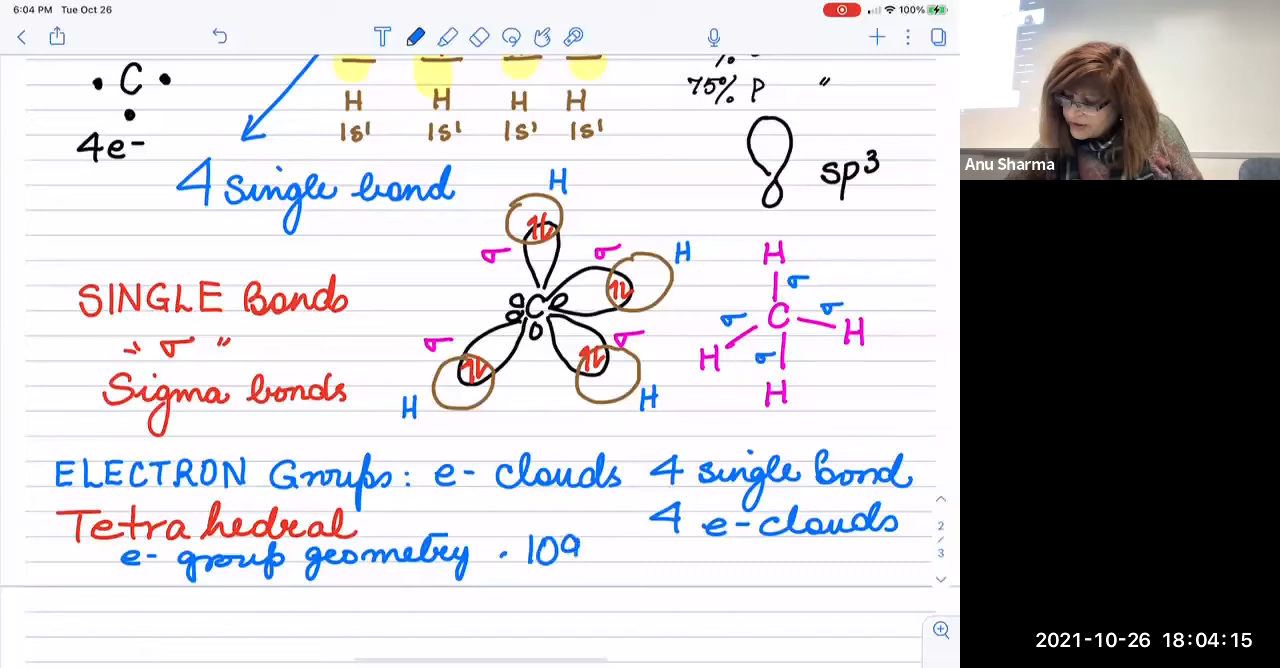 6:04 PM Tue Oct 26
100%
C
4e-
H H H H
1s¹ 1s¹ 1s¹ 1s¹
75% p "
sp³
4 single bond
H
σ σ H
C
σ σ
H H
H
σ
σ C σ
H σ H
H
SINGLE Bonds
" σ "
Sigma bonds
ELECTRON Groups: e- clouds 4 single bond
4 e-clouds
Tetrahedral
e- group geometry . 109
2
/
3
Anu Sharma
2021-10-26 18:04:15